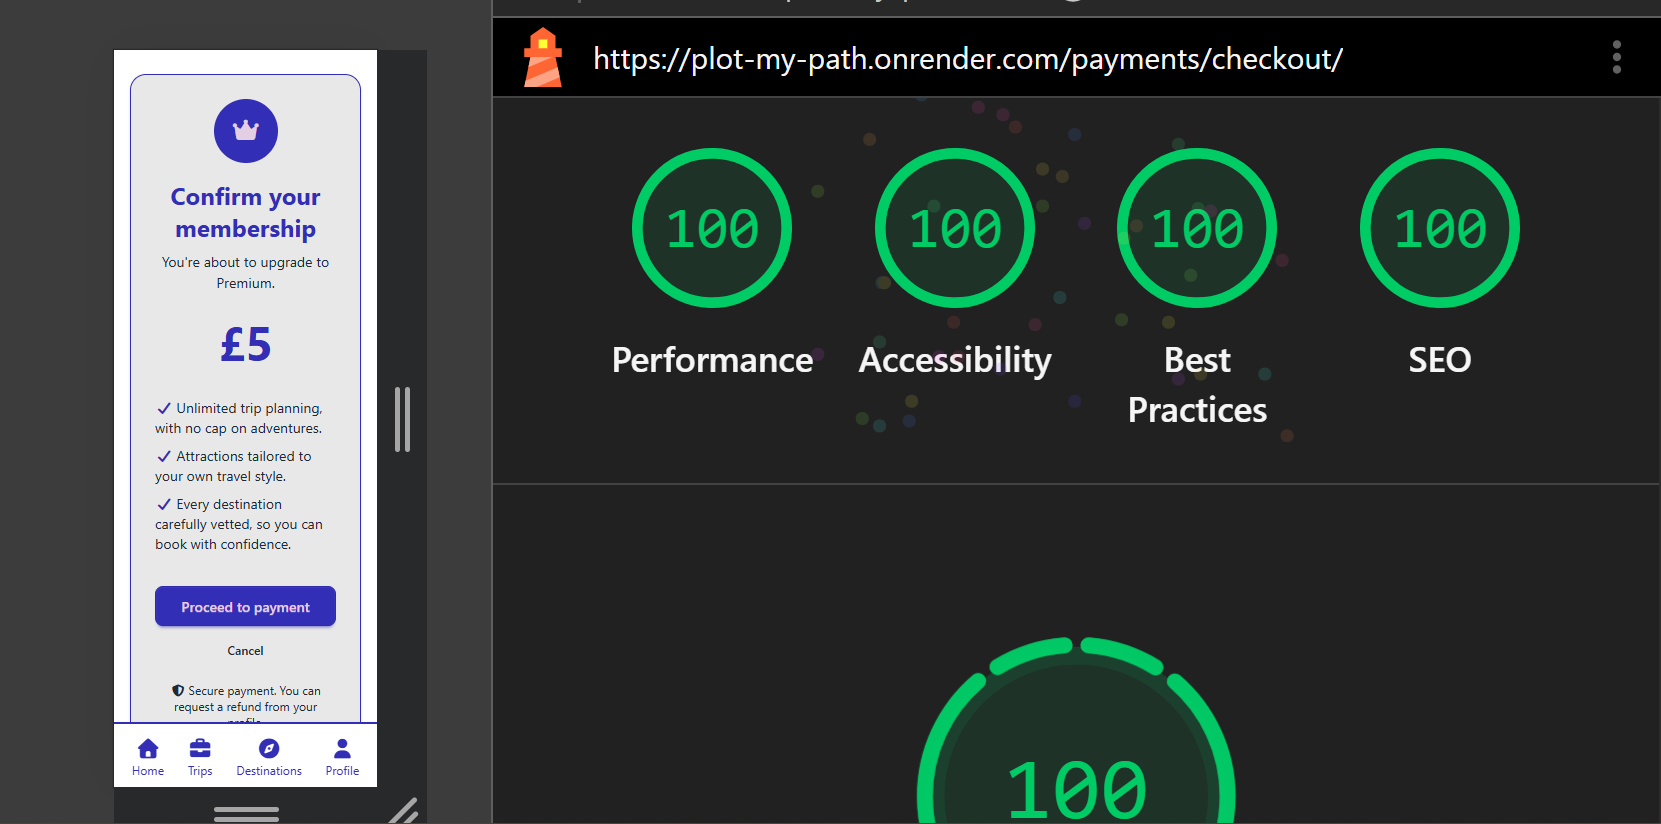 Confirm your
membership
You're about to upgrade to
Premium.
£5
Unlimited trip planning,
with no cap on adventures.
Attractions tailored to
your own travel style.
Every destination
carefully vetted, so you can
book with confidence.
Proceed to payment
Cancel
Secure payment. You can
request a refund from your
Home
Trips
Destinations
Profile
https://plot-my-path.onrender.com/payments/checkout/
100
100
100
100
Performance
Accessibility
Best
Practices
SEO
100